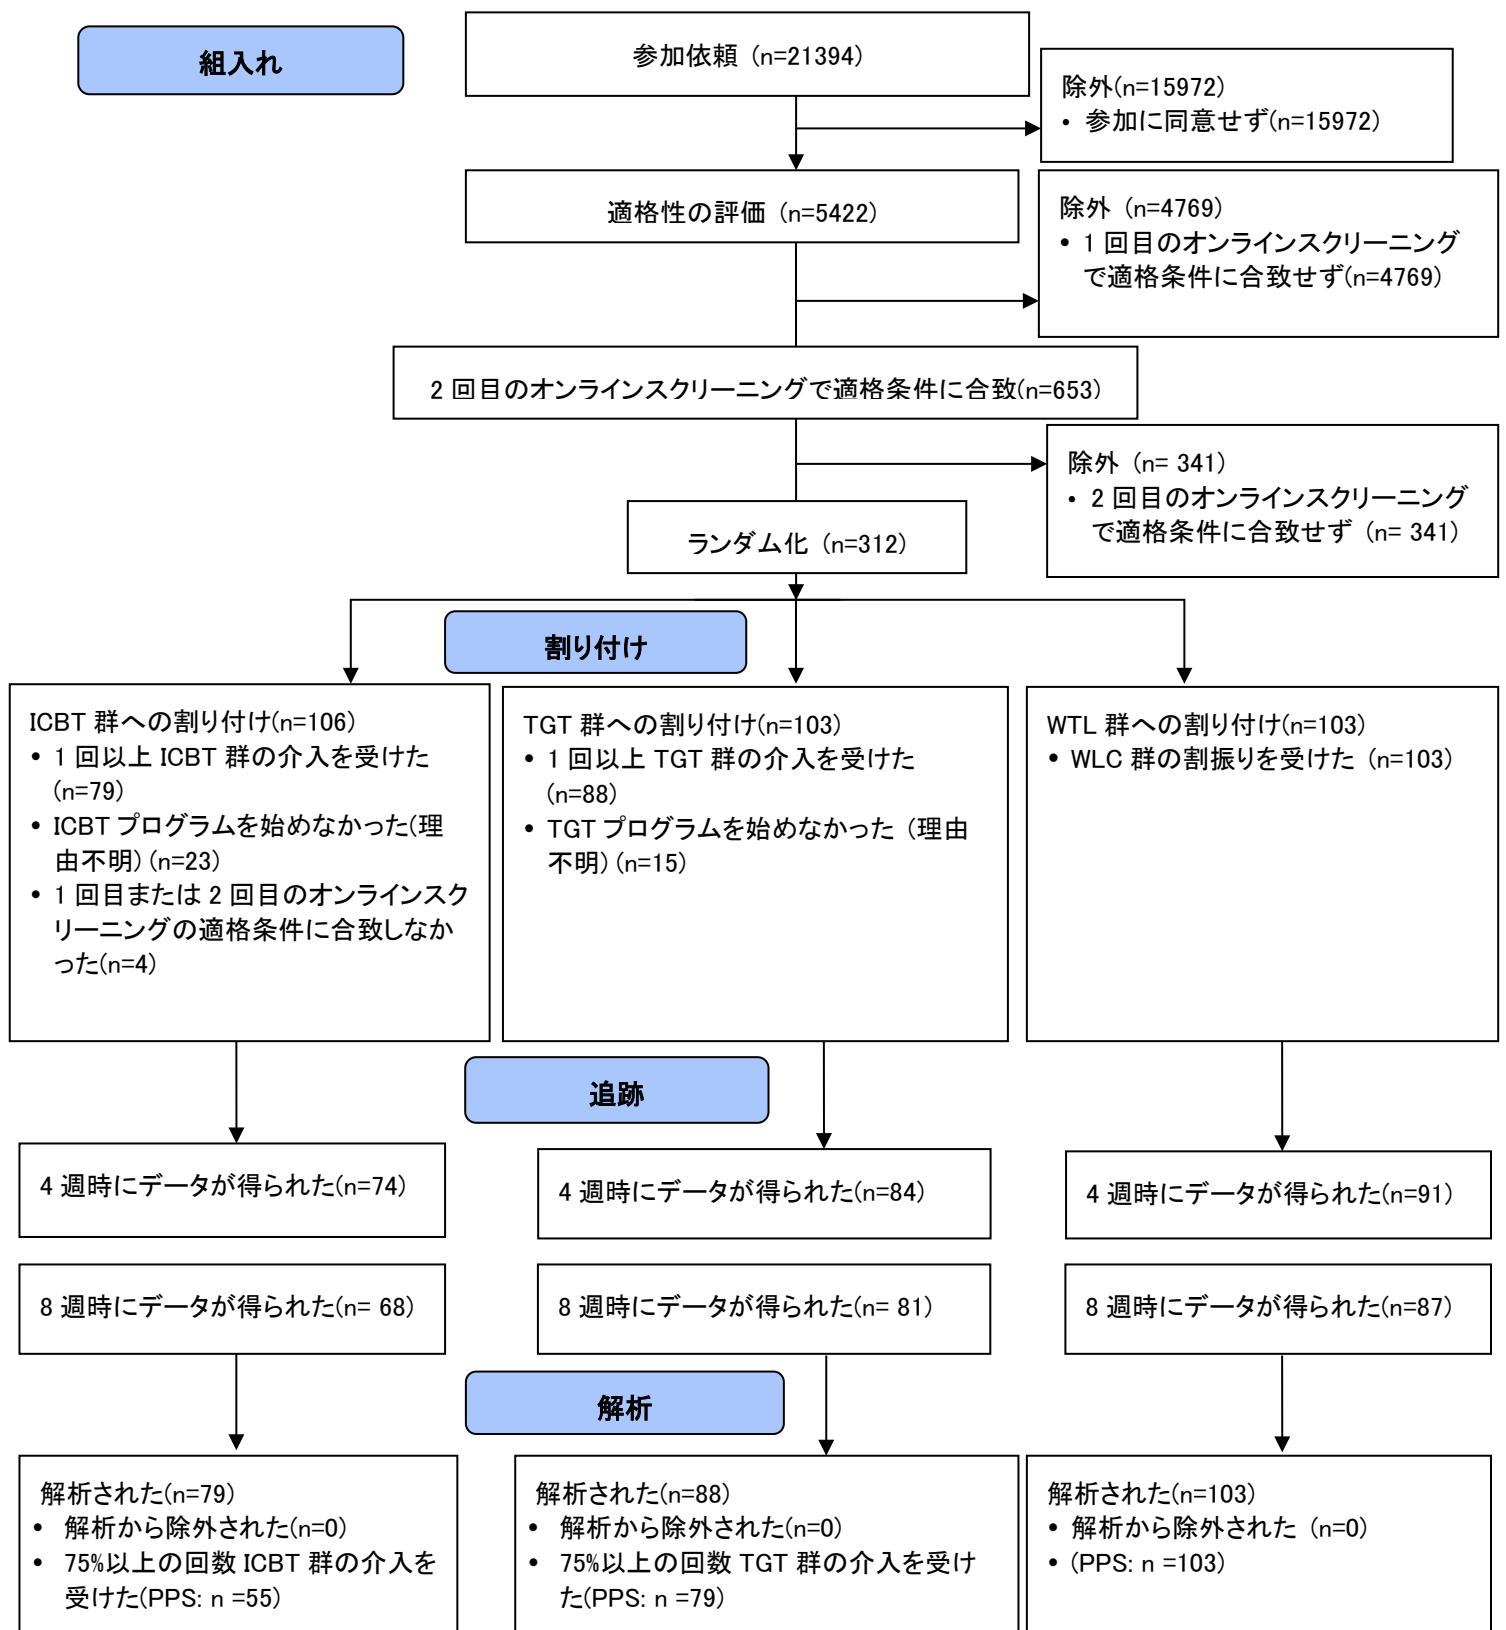 組入れ
参加依頼 (n=21394)
除外(n=15972)
• 参加に同意せず(n=15972)
適格性の評価 (n=5422)
除外 (n=4769)
• 1 回目のオンラインスクリーニング
で適格条件に合致せず(n=4769)
2 回目のオンラインスクリーニングで適格条件に合致(n=653)
除外 (n= 341)
• 2 回目のオンラインスクリーニング
で適格条件に合致せず (n= 341)
ランダム化 (n=312)
割り付け
ICBT 群への割り付け(n=106)
• 1 回以上 ICBT 群の介入を受けた
(n=79)
• ICBT プログラムを始めなかった(理
由不明) (n=23)
• 1 回目または 2 回目のオンラインスク
リーニングの適格条件に合致しなか
った(n=4)
TGT 群への割り付け(n=103)
• 1 回以上 TGT 群の介入を受けた
(n=88)
• TGT プログラムを始めなかった (理由
不明) (n=15)
WTL 群への割り付け(n=103)
• WLC 群の割振りを受けた (n=103)
追跡
4 週時にデータが得られた(n=74)
4 週時にデータが得られた(n=84)
4 週時にデータが得られた(n=91)
8 週時にデータが得られた(n= 68)
8 週時にデータが得られた(n= 81)
8 週時にデータが得られた(n=87)
解析
解析された(n=79)
• 解析から除外された(n=0)
• 75%以上の回数 ICBT 群の介入を
受けた(PPS: n =55)
解析された(n=88)
• 解析から除外された(n=0)
• 75%以上の回数 TGT 群の介入を受け
た(PPS: n =79)
解析された(n=103)
• 解析から除外された (n=0)
• (PPS: n =103)